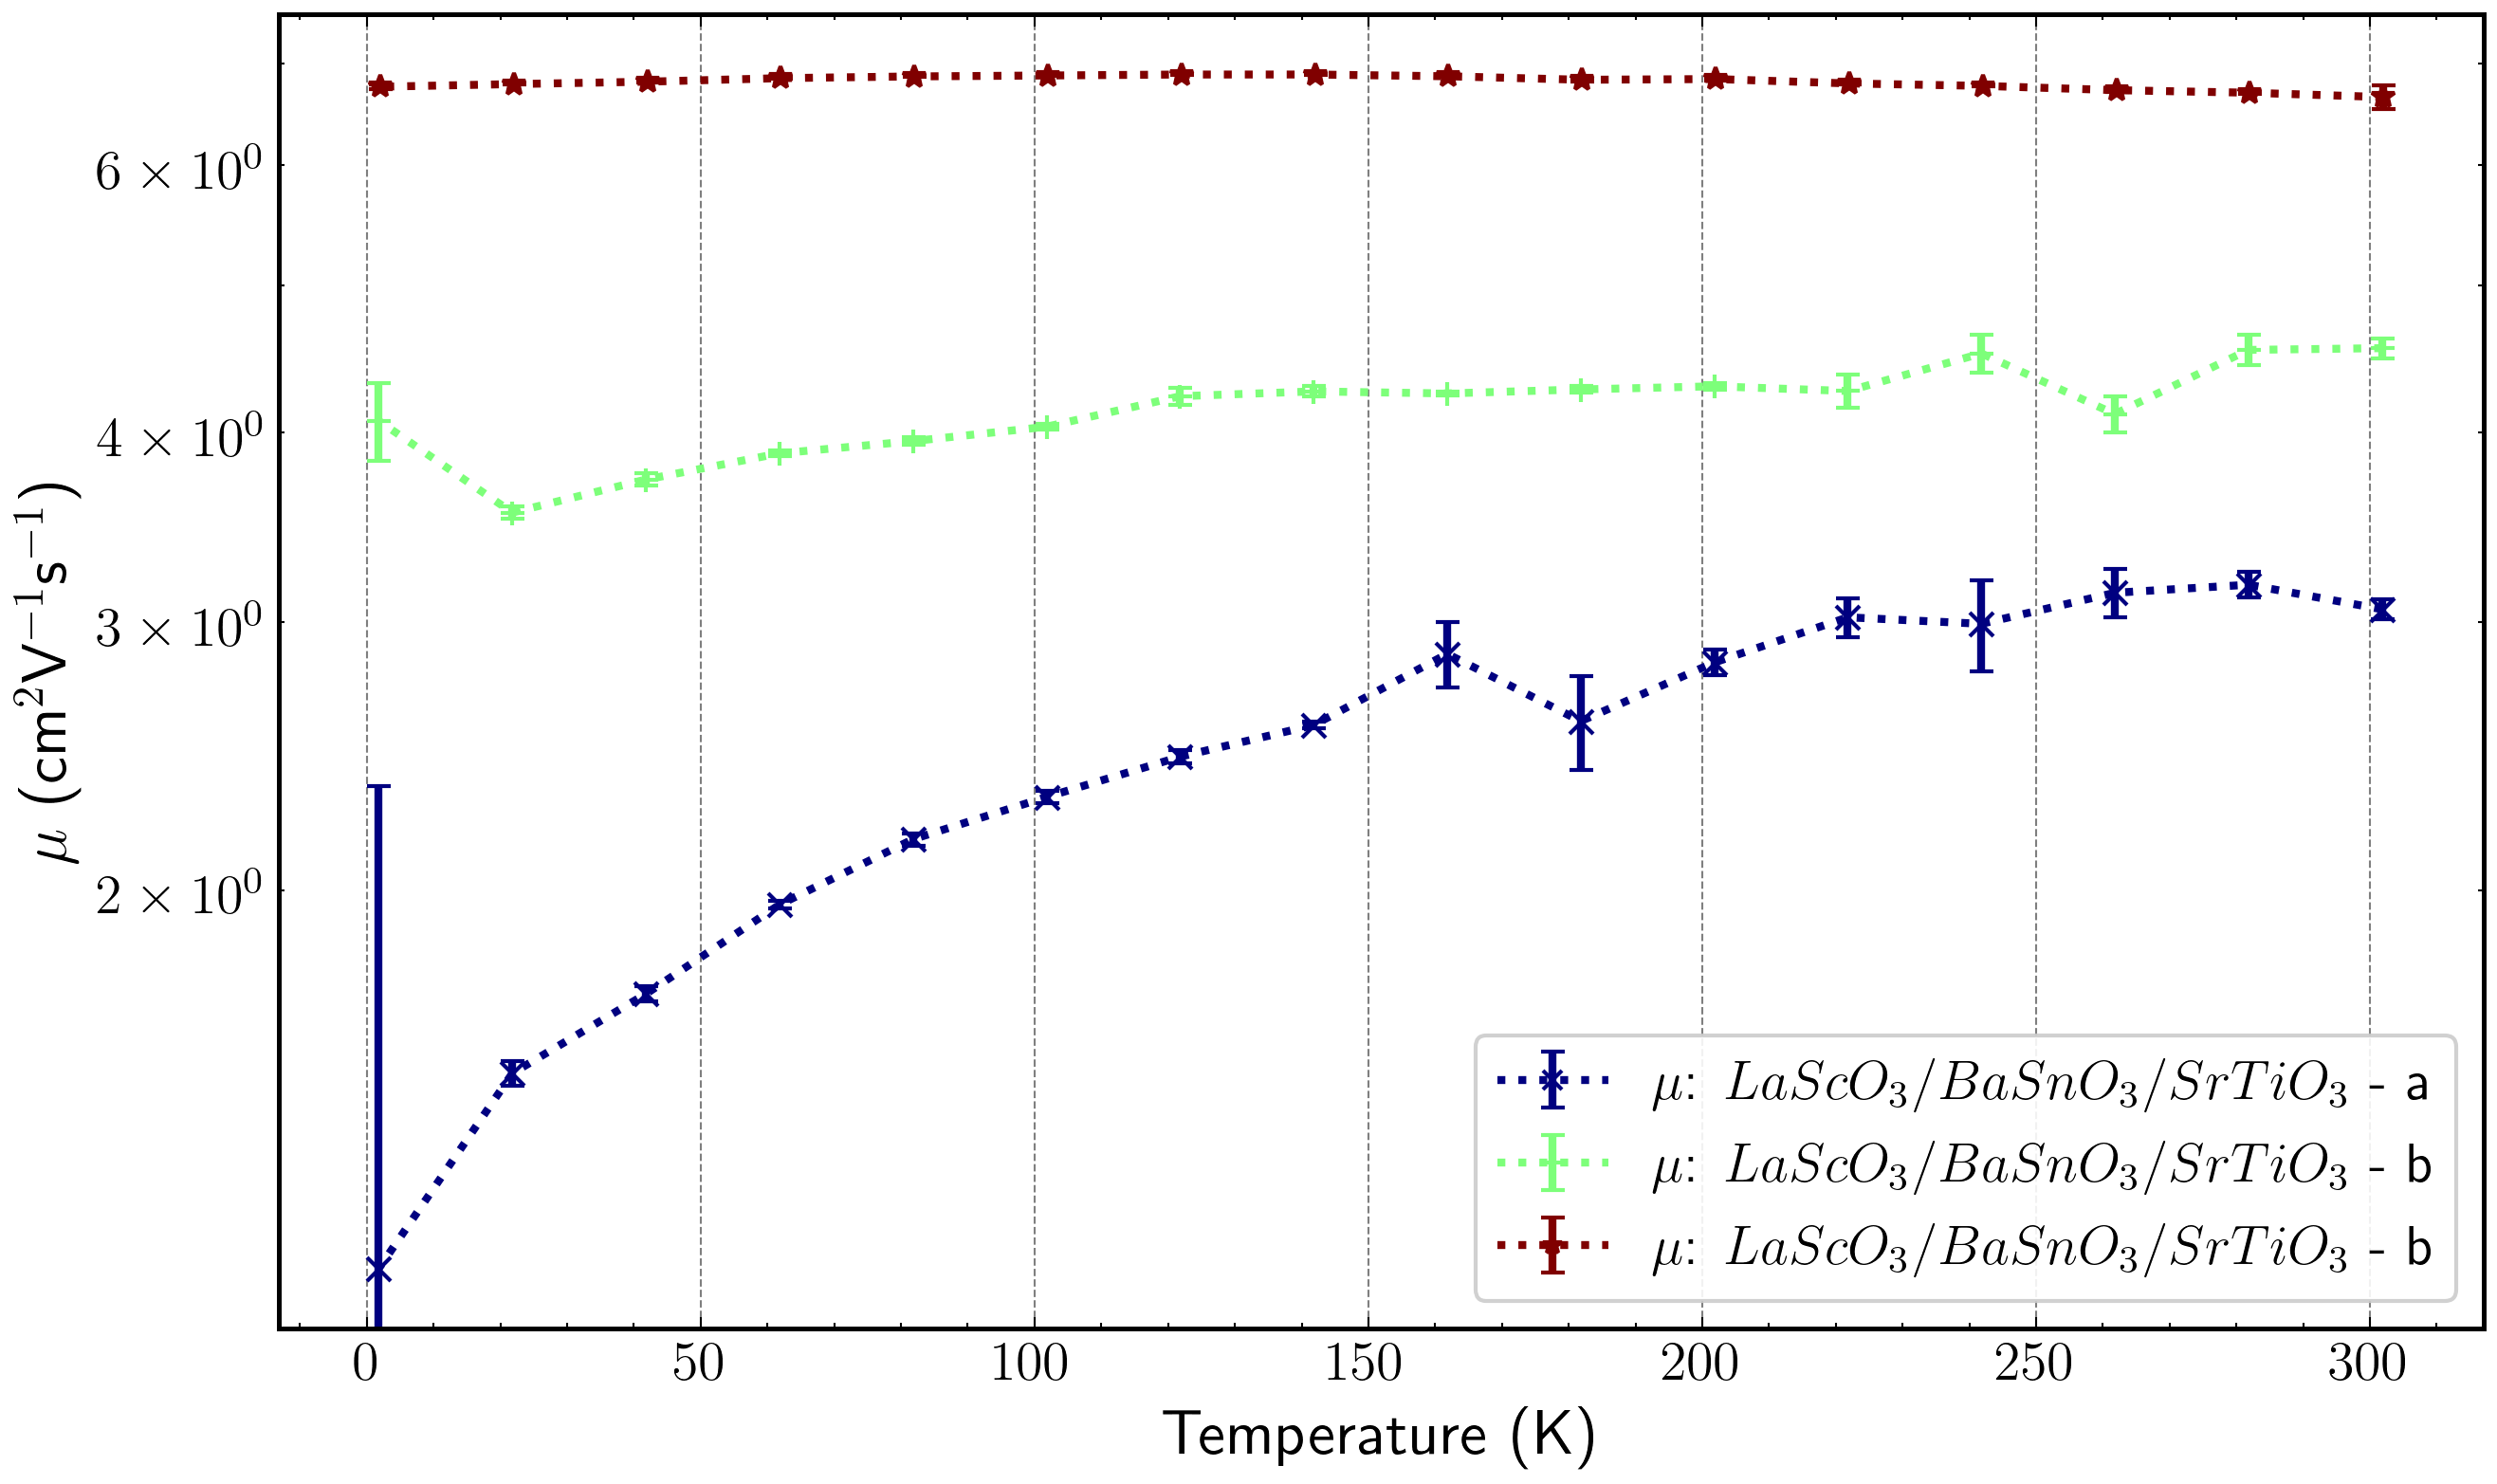 6 × 10⁰
4 × 10⁰
3 × 10⁰
2 × 10⁰
μ (cm²V⁻¹s⁻¹)
μ: LaScO₃/BaSnO₃/SrTiO₃ - a
μ: LaScO₃/BaSnO₃/SrTiO₃ - b
μ: LaScO₃/BaSnO₃/SrTiO₃ - b
0 50 100 150 200 250 300
Temperature (K)